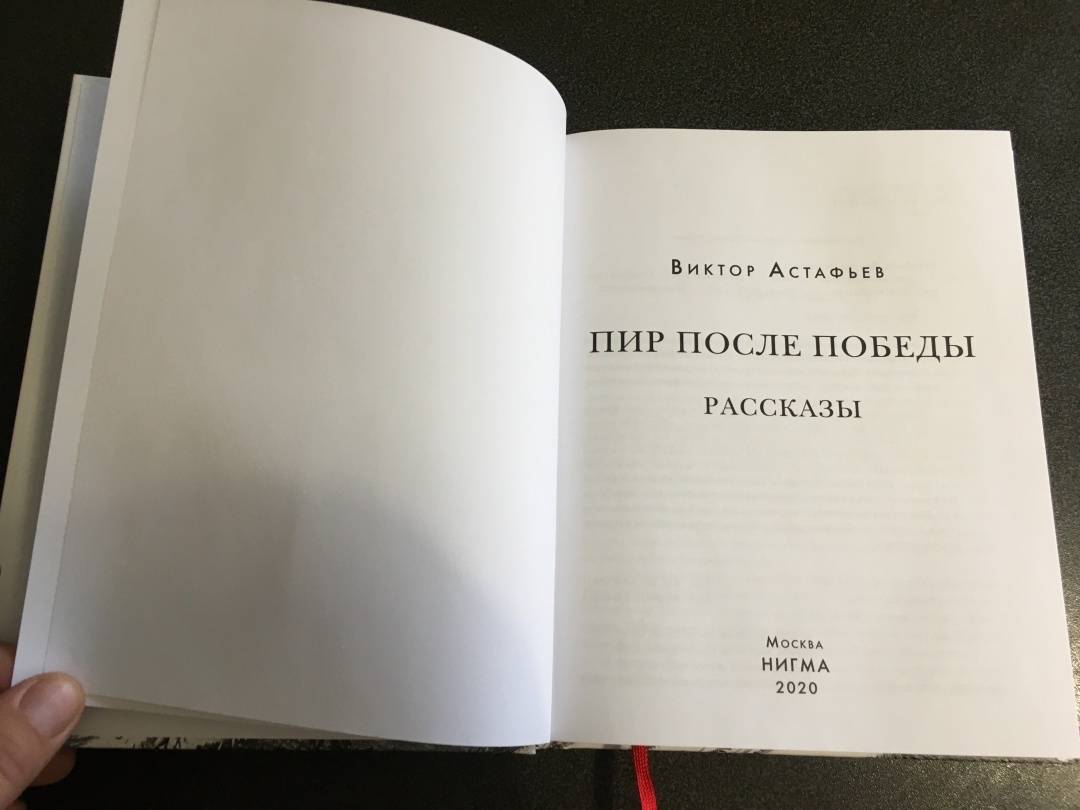 Виктор Астафьев
ПИР ПОСЛЕ ПОБЕДЫ
РАССКАЗЫ
Москва
НИГМА
2020